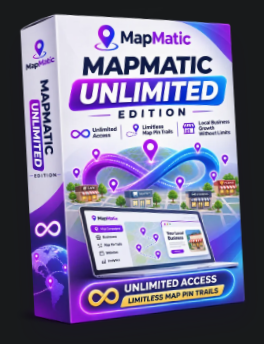 MapMatic
MAPMATIC
UNLIMITED
EDITION
Unlimited
Access
Limitless
Map Pin Trails
Local Business
Growth
Without Limits
MapMatic
Your Local
Business
UNLIMITED ACCESS
LIMITLESS MAP PIN TRAILS
MapMatic
MAPMATIC
UNLIMITED
EDITION